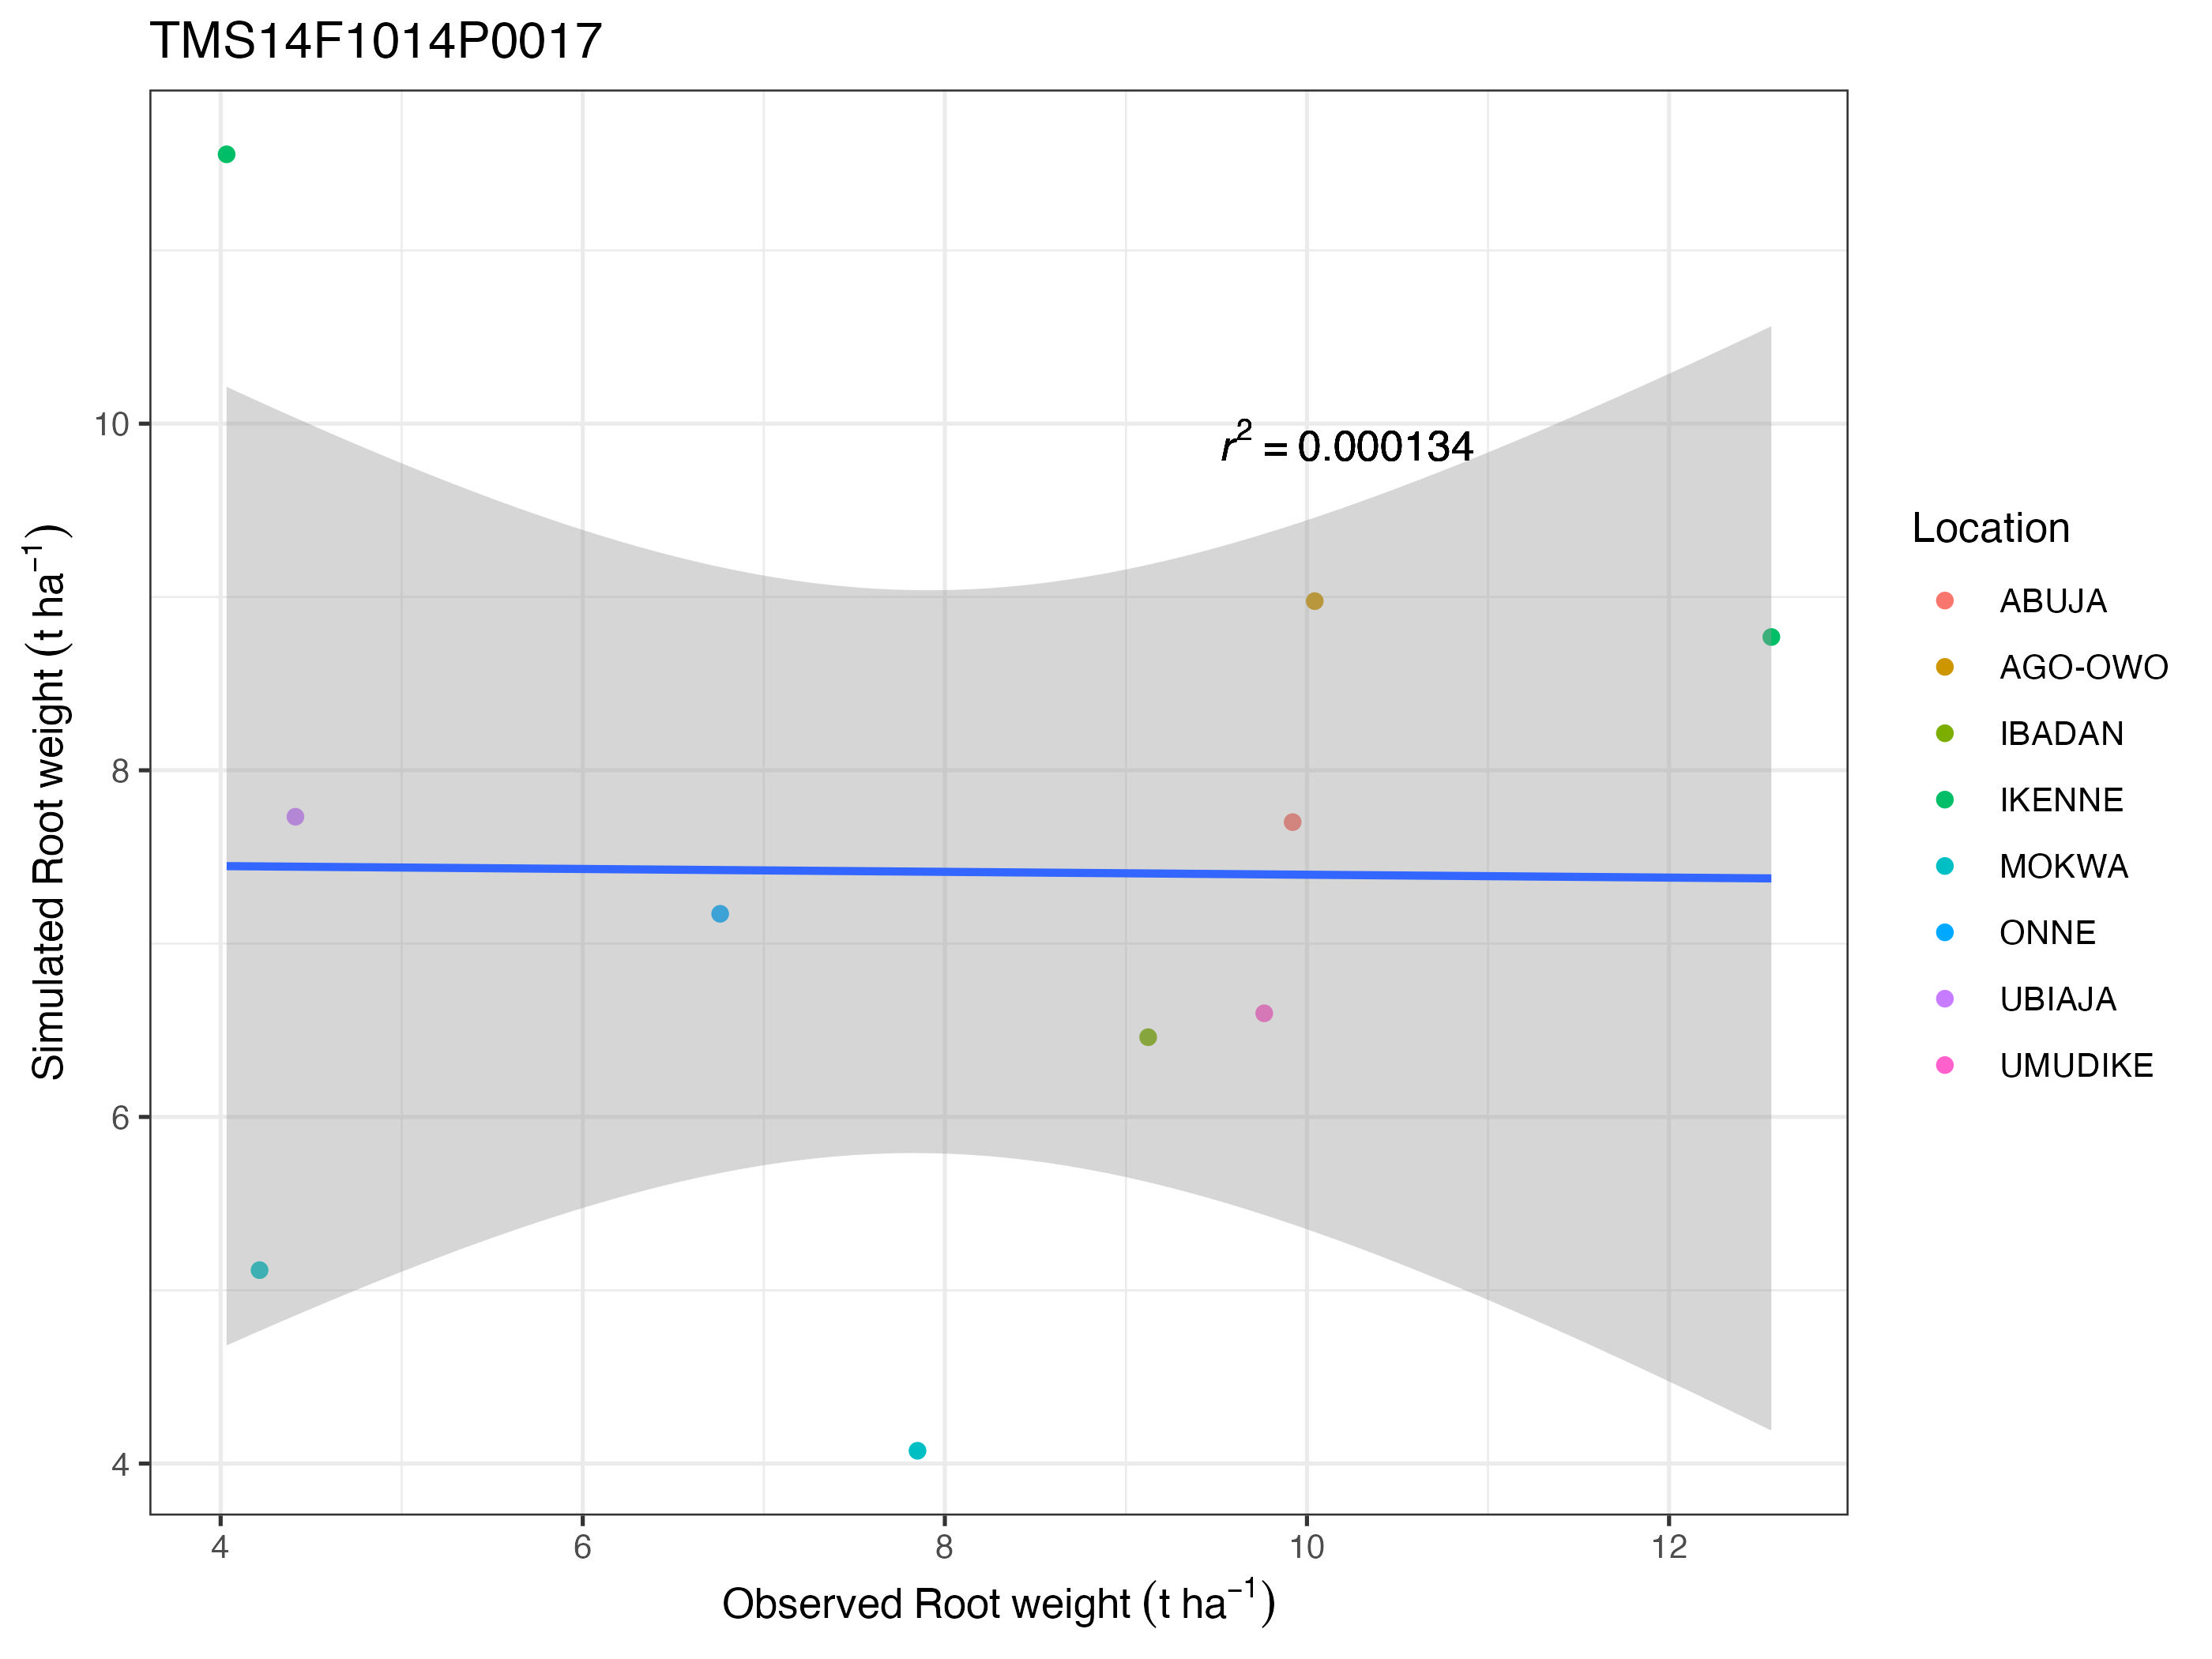 TMS14F1014P0017
10
8
6
4
Simulated Root weight (t ha⁻¹)
r² = 0.000134
4 6 8 10 12
Observed Root weight (t ha⁻¹)
Location
ABUJA
AGO-OWO
IBADAN
IKENNE
MOKWA
ONNE
UBIAJA
UMUDIKE